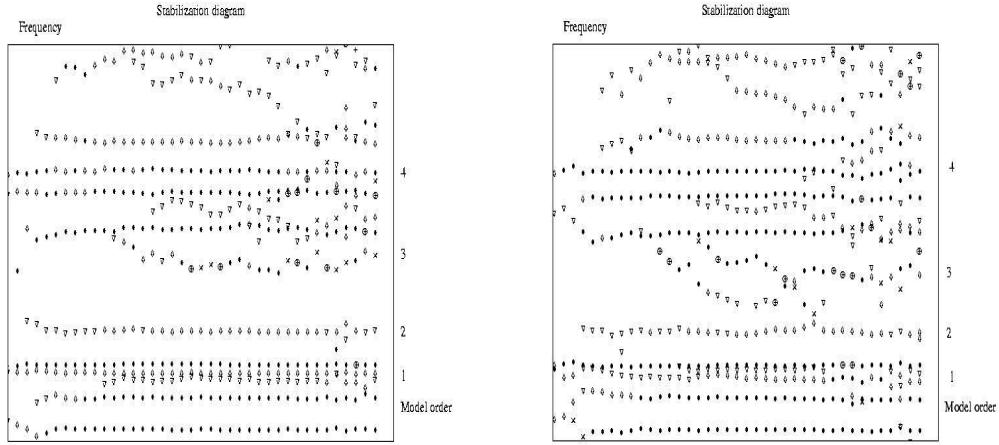 Stabilization diagram
Frequency
4
3
2
1
Model order
Stabilization diagram
Frequency
4
3
2
1
Model order